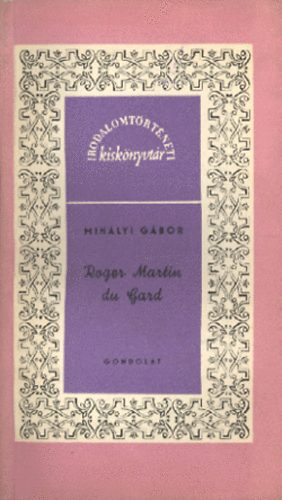 IRODALOMTÖRTÉNETI
kiskönyvtár
MIHÁLYI GÁBOR
Roger Martin
du Gard
GONDOLAT